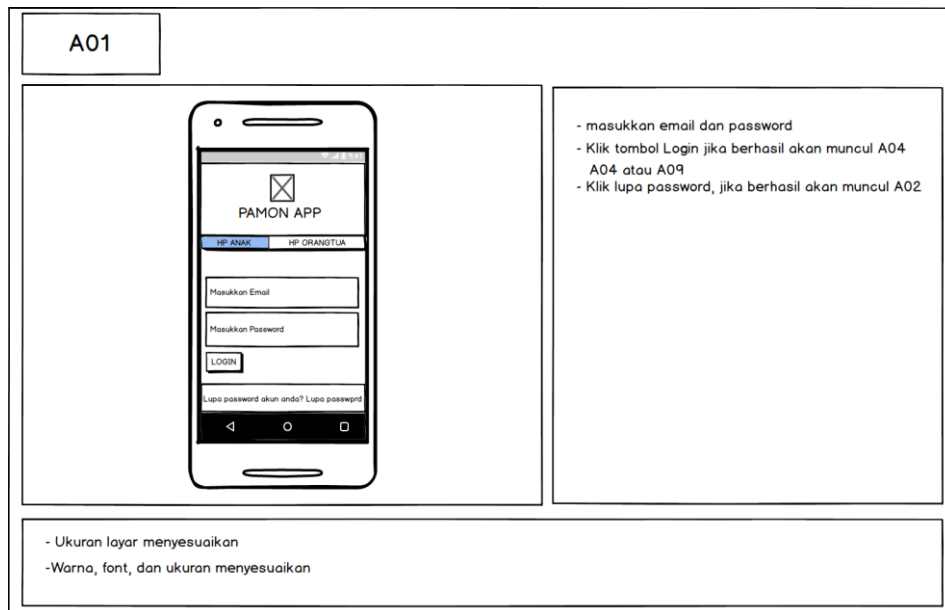 A01
9:41
PAMON APP
HP ANAK HP ORANGTUA
Masukkan Email
Masukkan Password
LOGIN
Lupa password akun anda? Lupa passwprd
- masukkan email dan password
- Klik tombol Login jika berhasil akan muncul A04
A04 atau A09
- Klik lupa password, jika berhasil akan muncul A02
- Ukuran layar menyesuaikan
-Warna, font, dan ukuran menyesuaikan